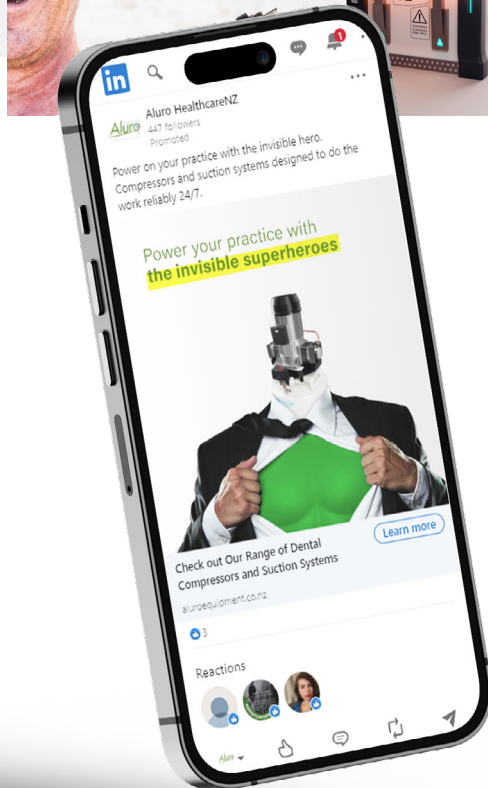 in
1
Aluro
Aluro HealthcareNZ
447 followers
Promoted
Power on your practice with the invisible hero.
Compressors and suction systems designed to do the
work reliably 24/7.
Power your practice with
the invisible superheroes
Check out Our Range of Dental
Compressors and Suction Systems
Learn more
aluroequipment.co.nz
3
Reactions
Aluro